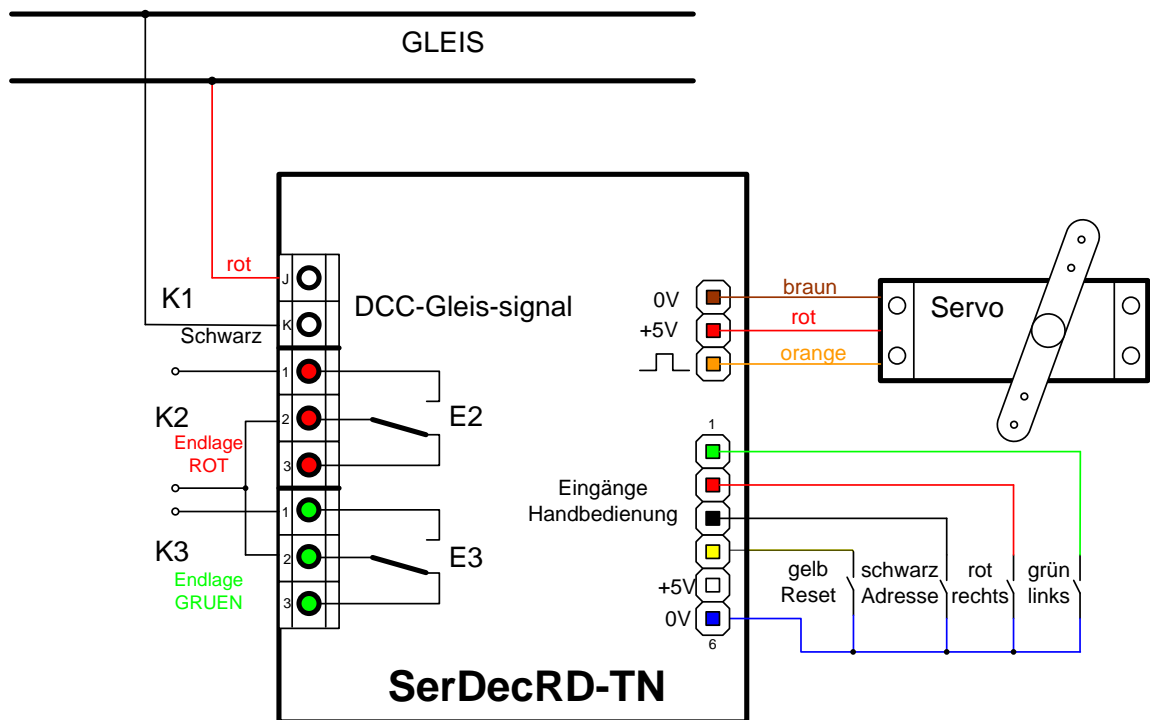 GLEIS
rot
J
K1
K
Schwarz
DCC-Gleis-signal
0V
+5V
braun
rot
orange
Servo
1
K2
2
Endlage
ROT
3
E2
1
K3
2
Endlage
GRUEN
3
E3
1
Eingänge
Handbedienung
+5V
0V
6
gelb
Reset
schwarz
Adresse
rot
rechts
grün
links
SerDecRD-TN